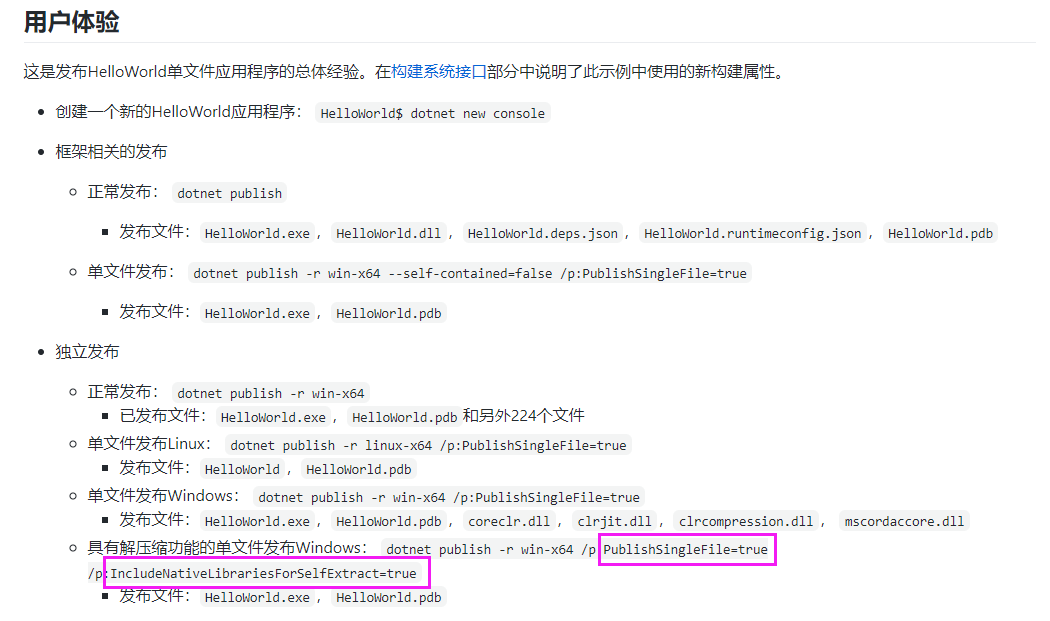 用户体验
这是发布HelloWorld单文件应用程序的总体经验。在构建系统接口部分中说明了此示例中使用的新构建属性。
创建一个新的HelloWorld应用程序： HelloWorld$ dotnet new console
框架相关的发布
正常发布： dotnet publish
发布文件： HelloWorld.exe ， HelloWorld.dll ， HelloWorld.deps.json ， HelloWorld.runtimeconfig.json ， HelloWorld.pdb
单文件发布： dotnet publish -r win-x64 --self-contained=false /p:PublishSingleFile=true
发布文件： HelloWorld.exe ， HelloWorld.pdb
独立发布
正常发布： dotnet publish -r win-x64
已发布文件： HelloWorld.exe ， HelloWorld.pdb 和另外224个文件
单文件发布Linux： dotnet publish -r linux-x64 /p:PublishSingleFile=true
发布文件： HelloWorld ， HelloWorld.pdb
单文件发布Windows： dotnet publish -r win-x64 /p:PublishSingleFile=true
发布文件： HelloWorld.exe ， HelloWorld.pdb ， coreclr.dll ， clrjit.dll ， clrcompression.dll ， mscordaccore.dll
具有解压缩功能的单文件发布Windows： dotnet publish -r win-x64 /p:PublishSingleFile=true
/p:IncludeNativeLibrariesForSelfExtract=true
发布文件： HelloWorld.exe ， HelloWorld.pdb